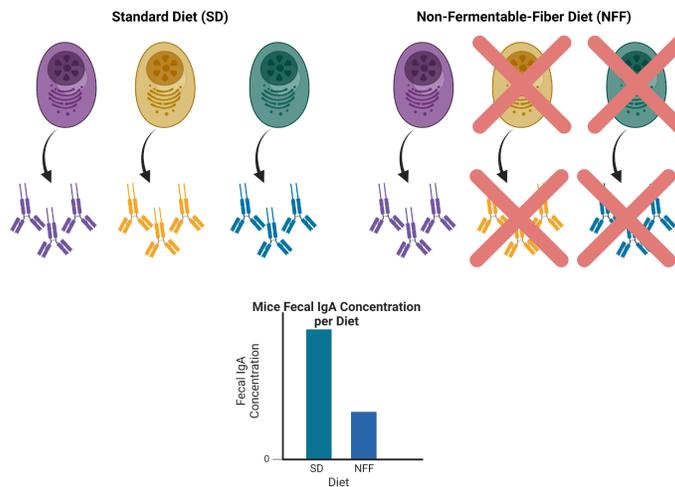 Standard Diet (SD)
Non-Fermentable-Fiber Diet (NFF)
Mice Fecal IgA Concentration
per Diet
Fecal IgA
Concentration
0
SD
NFF
Diet